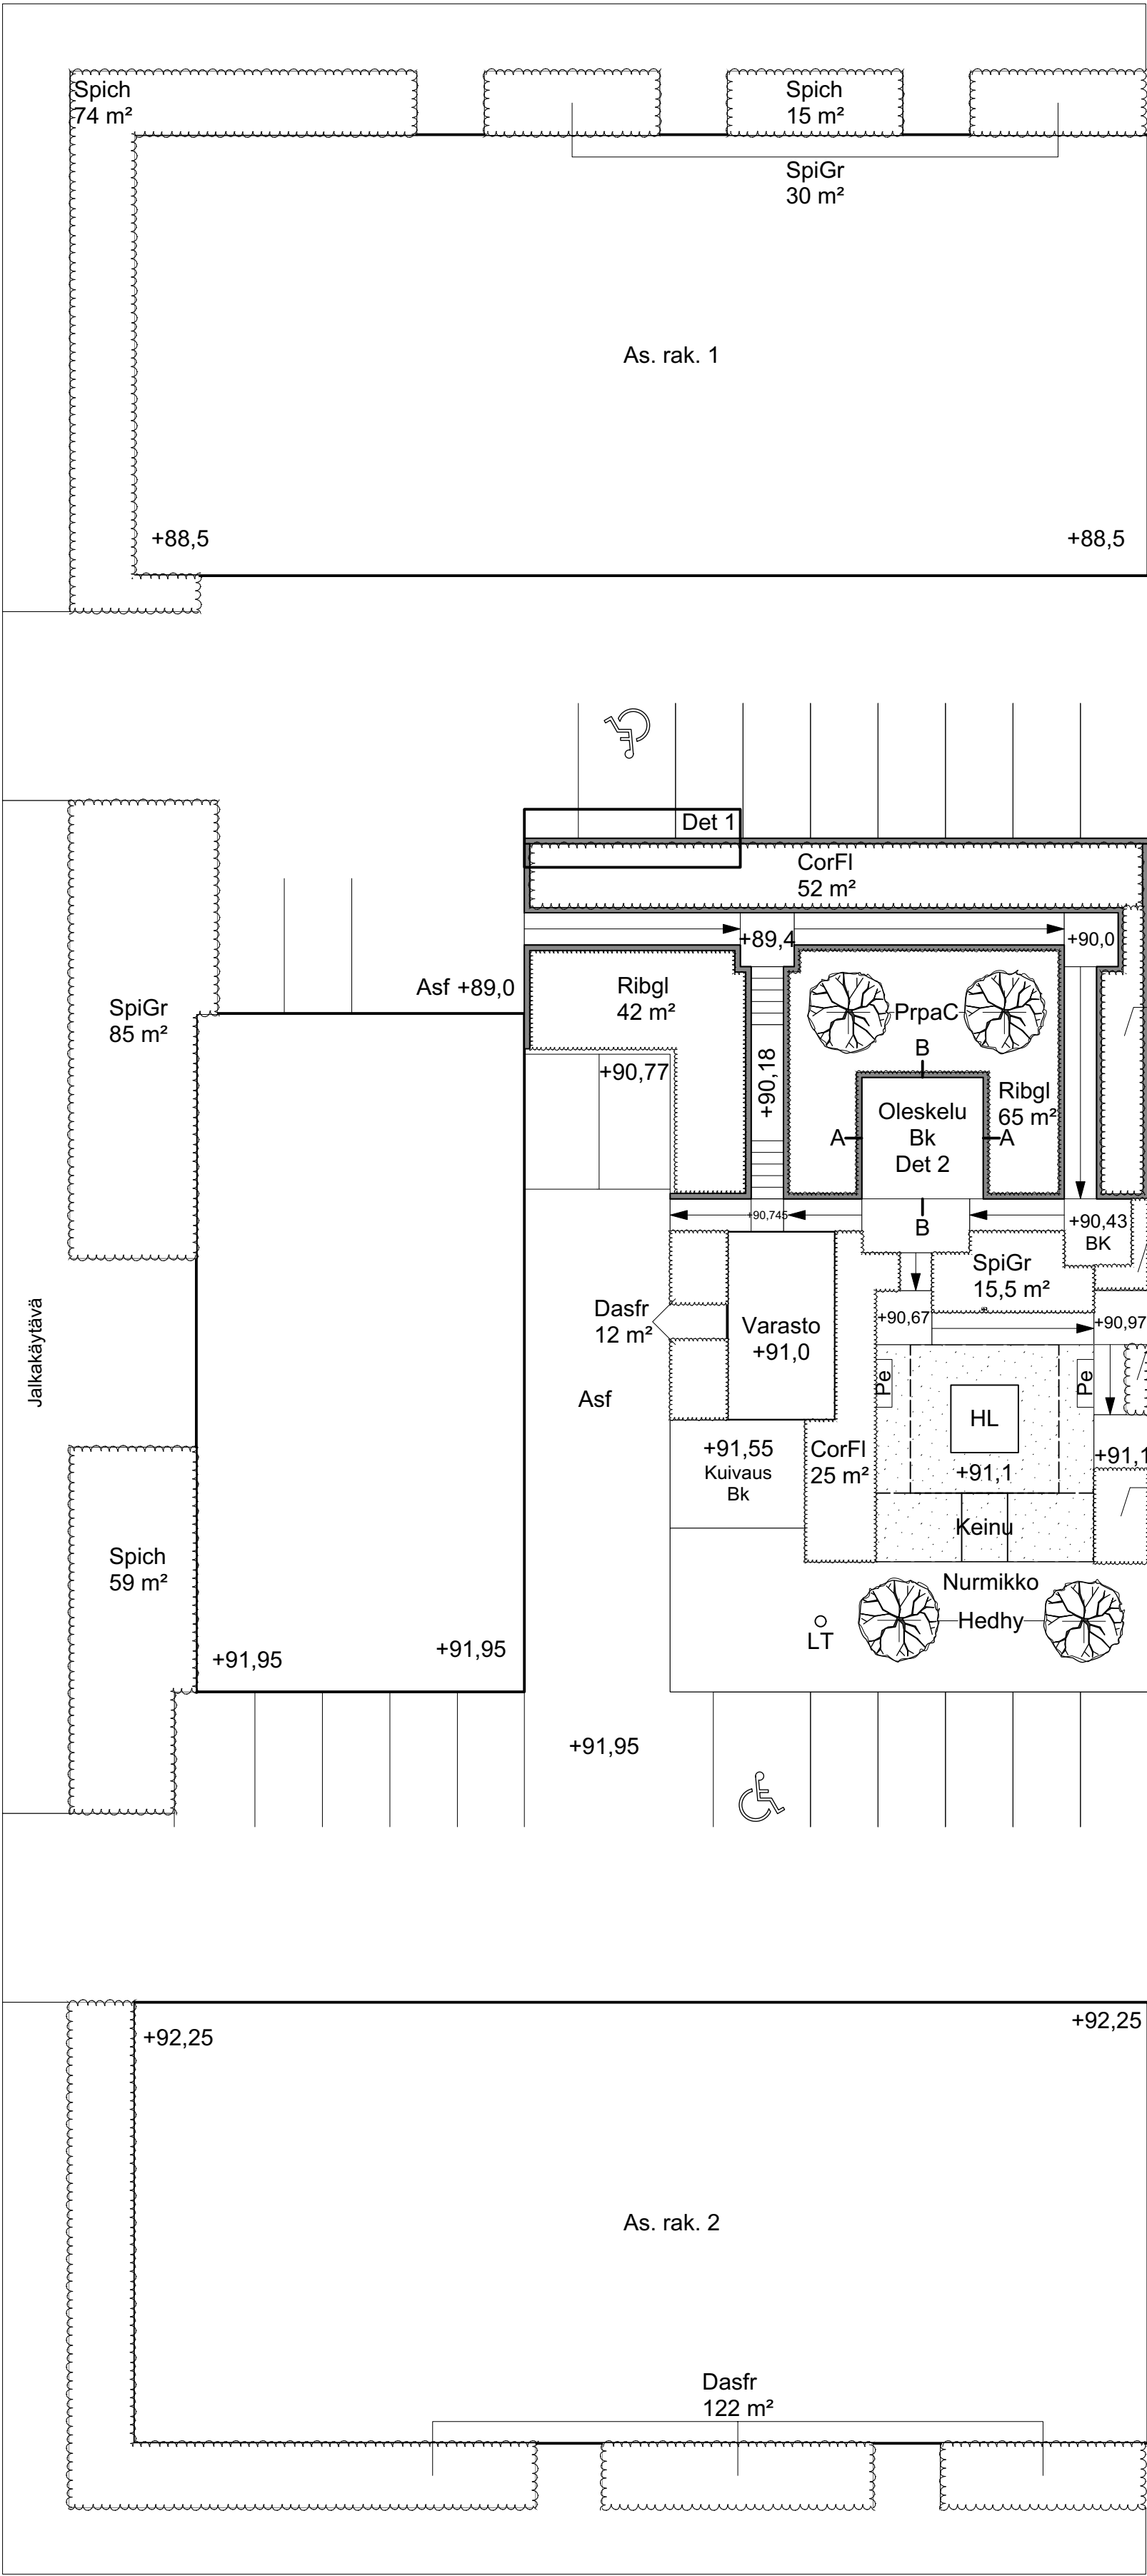 Spich
74 m²
Spich
15 m²
SpiGr
30 m²
As. rak. 1
+88,5
+88,5
Det 1
CorFl
52 m²
+89,4
+90,0
Asf +89,0
Ribgl
42 m²
PrpaC
SpiGr
85 m²
B
+90,77
+90,18
Ribgl
65 m²
Oleskelu
Bk
Det 2
A
A
+90,745
B
+90,43
BK
SpiGr
15,5 m²
Dasfr
12 m²
Varasto
+91,0
+90,67
+90,97
Jalkakäytävä
Pe
Pe
Asf
HL
+91,55
Kuivaus
Bk
CorFl
25 m²
+91,1
+91,1
Keinu
Spich
59 m²
Nurmikko
Hedhy
LT
+91,95
+91,95
+91,95
+92,25
+92,25
As. rak. 2
Dasfr
122 m²